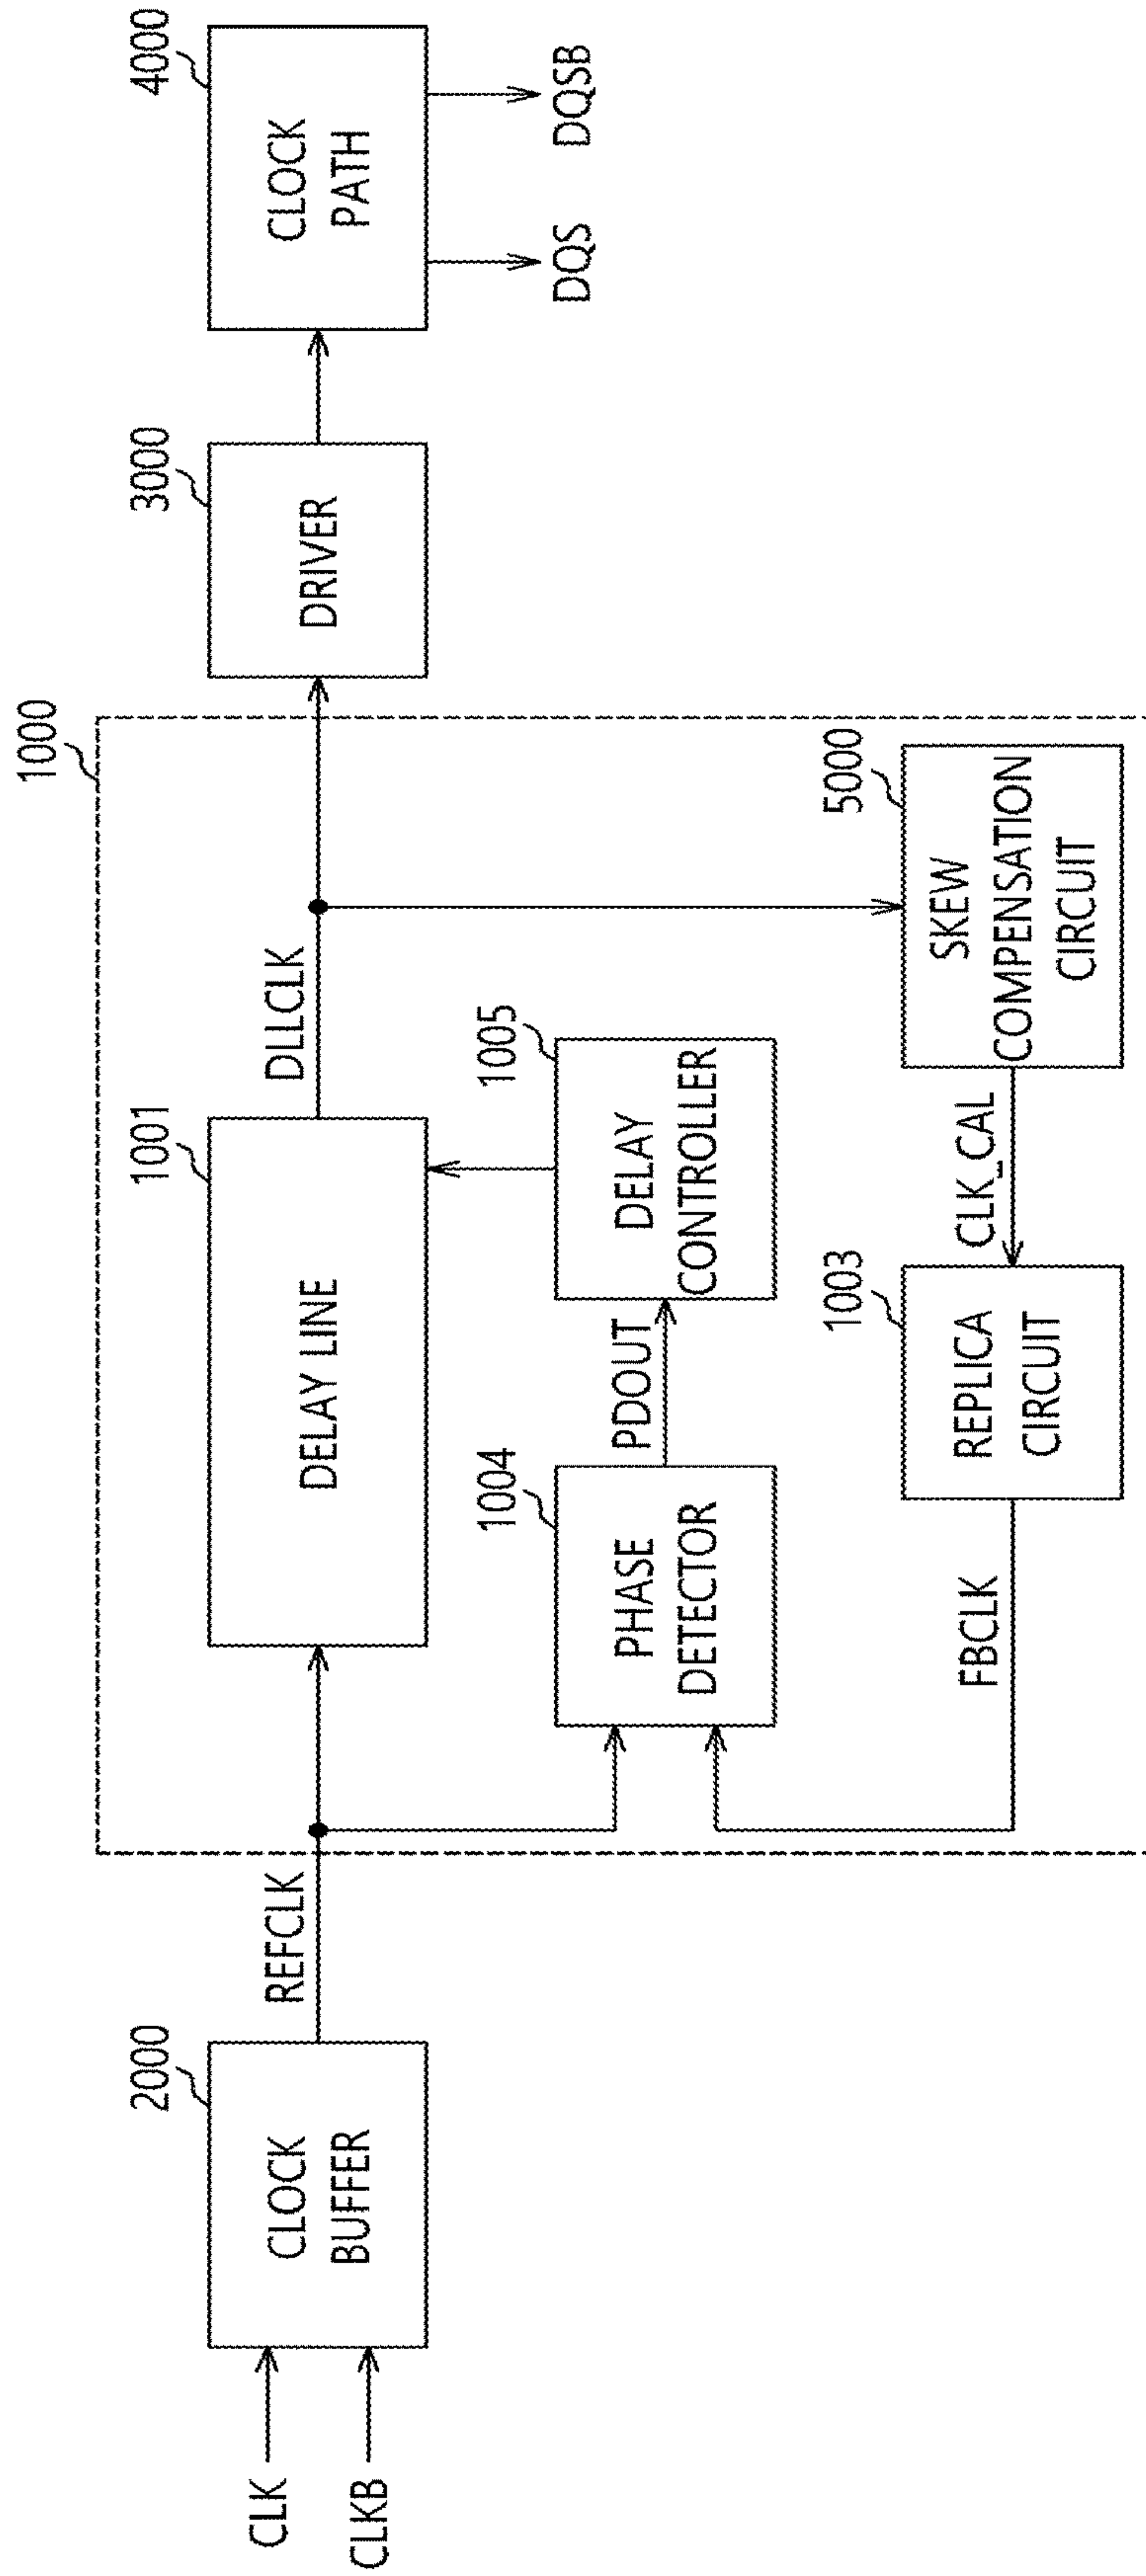 1000
2000
CLOCK
BUFFER
CLK
CLKB
REFCLK
1001
DELAY LINE
DLLCLK
3000
DRIVER
4000
CLOCK
PATH
DQS
DQSB
1004
PHASE
DETECTOR
PDOUT
1005
DELAY
CONTROLLER
FBCLK
1003
REPLICA
CIRCUIT
CLK_CAL
5000
SKEW
COMPENSATION
CIRCUIT